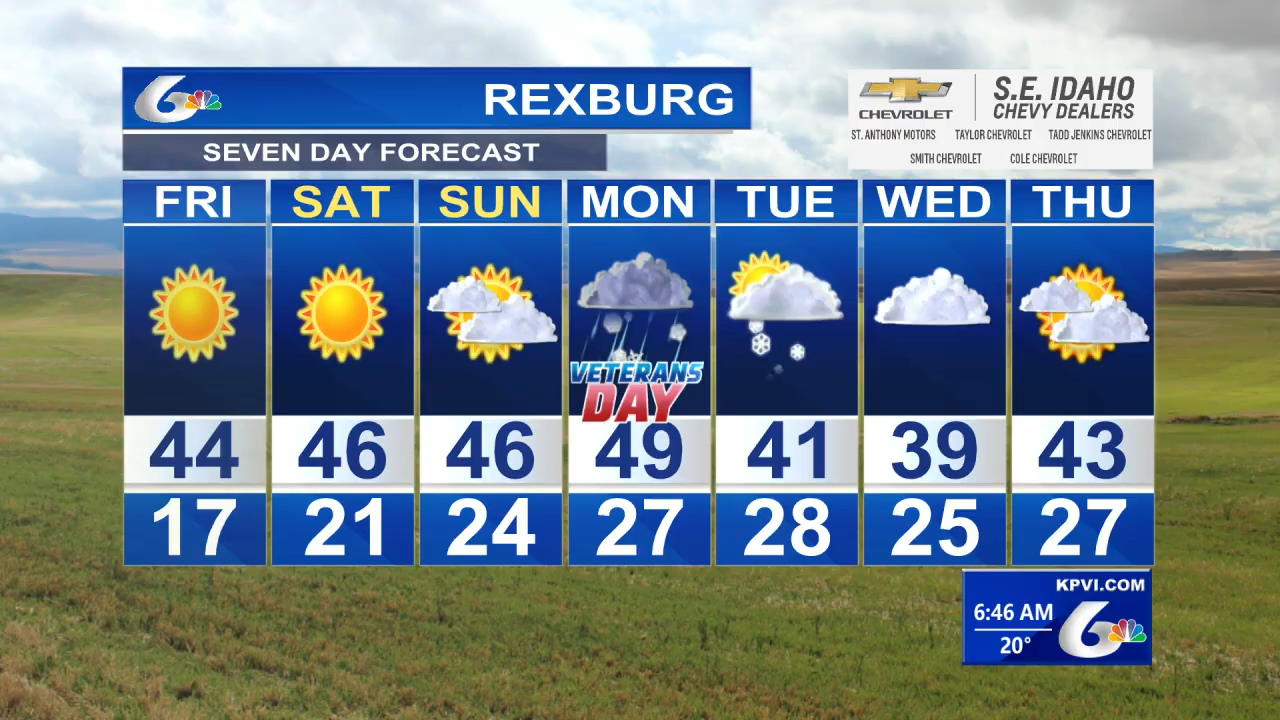 6
REXBURG
SEVEN DAY FORECAST
CHEVROLET
S.E. IDAHO
CHEVY DEALERS
ST. ANTHONY MOTORS TAYLOR CHEVROLET TADD JENKINS CHEVROLET
SMITH CHEVROLET COLE CHEVROLET
FRI SAT SUN MON TUE WED THU
VETERANS
DAY
44 46 46 49 41 39 43
17 21 24 27 28 25 27
KPVI.COM
6:46 AM
20°
6